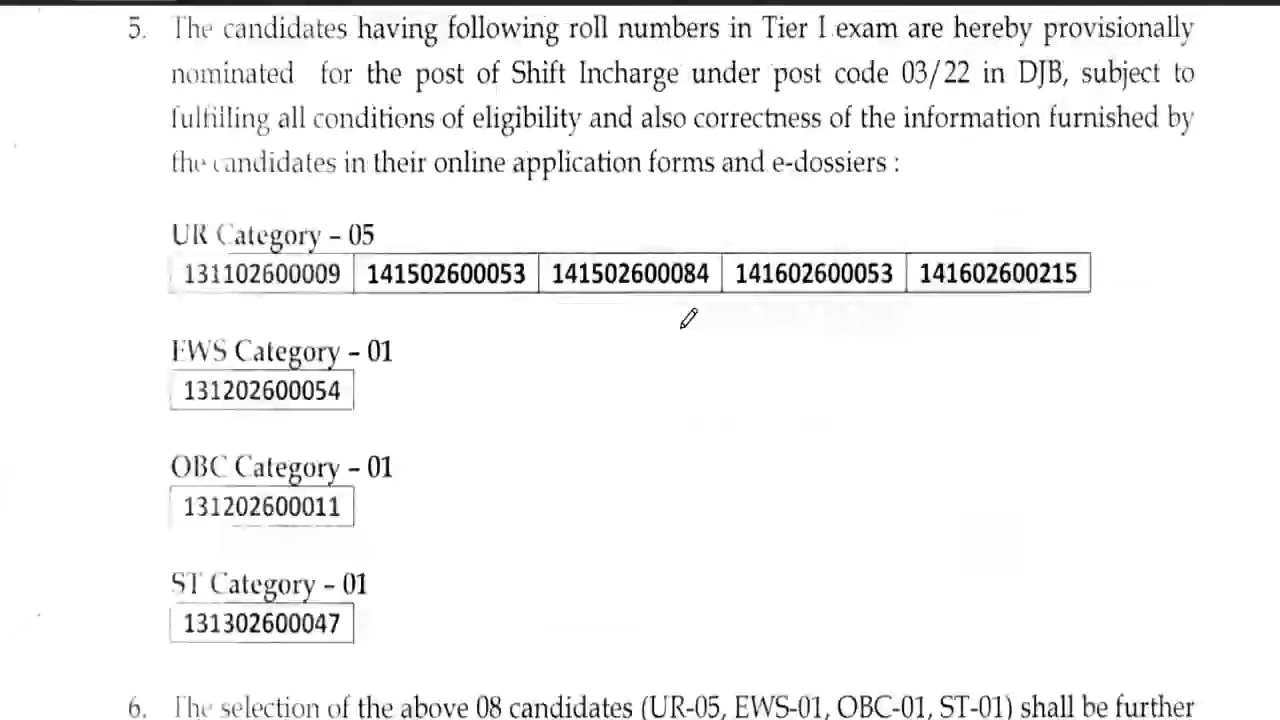 5. The candidates having following roll numbers in Tier I exam are hereby provisionally
nominated for the post of Shift Incharge under post code 03/22 in DJB, subject to
fulfilling all conditions of eligibility and also correctness of the information furnished by
the candidates in their online application forms and e-dossiers :
UR Category – 05
131102600009 141502600053 141502600084 141602600053 141602600215
EWS Category – 01
131202600054
OBC Category – 01
131202600011
ST Category – 01
131302600047
6. The selection of the above 08 candidates (UR-05, EWS-01, OBC-01, ST-01) shall be further